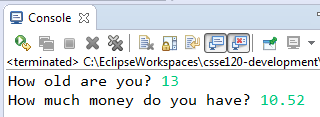 Console
<terminated> C:\EclipseWorkspaces\csse120-development\
How old are you? 13
How much money do you have? 10.52